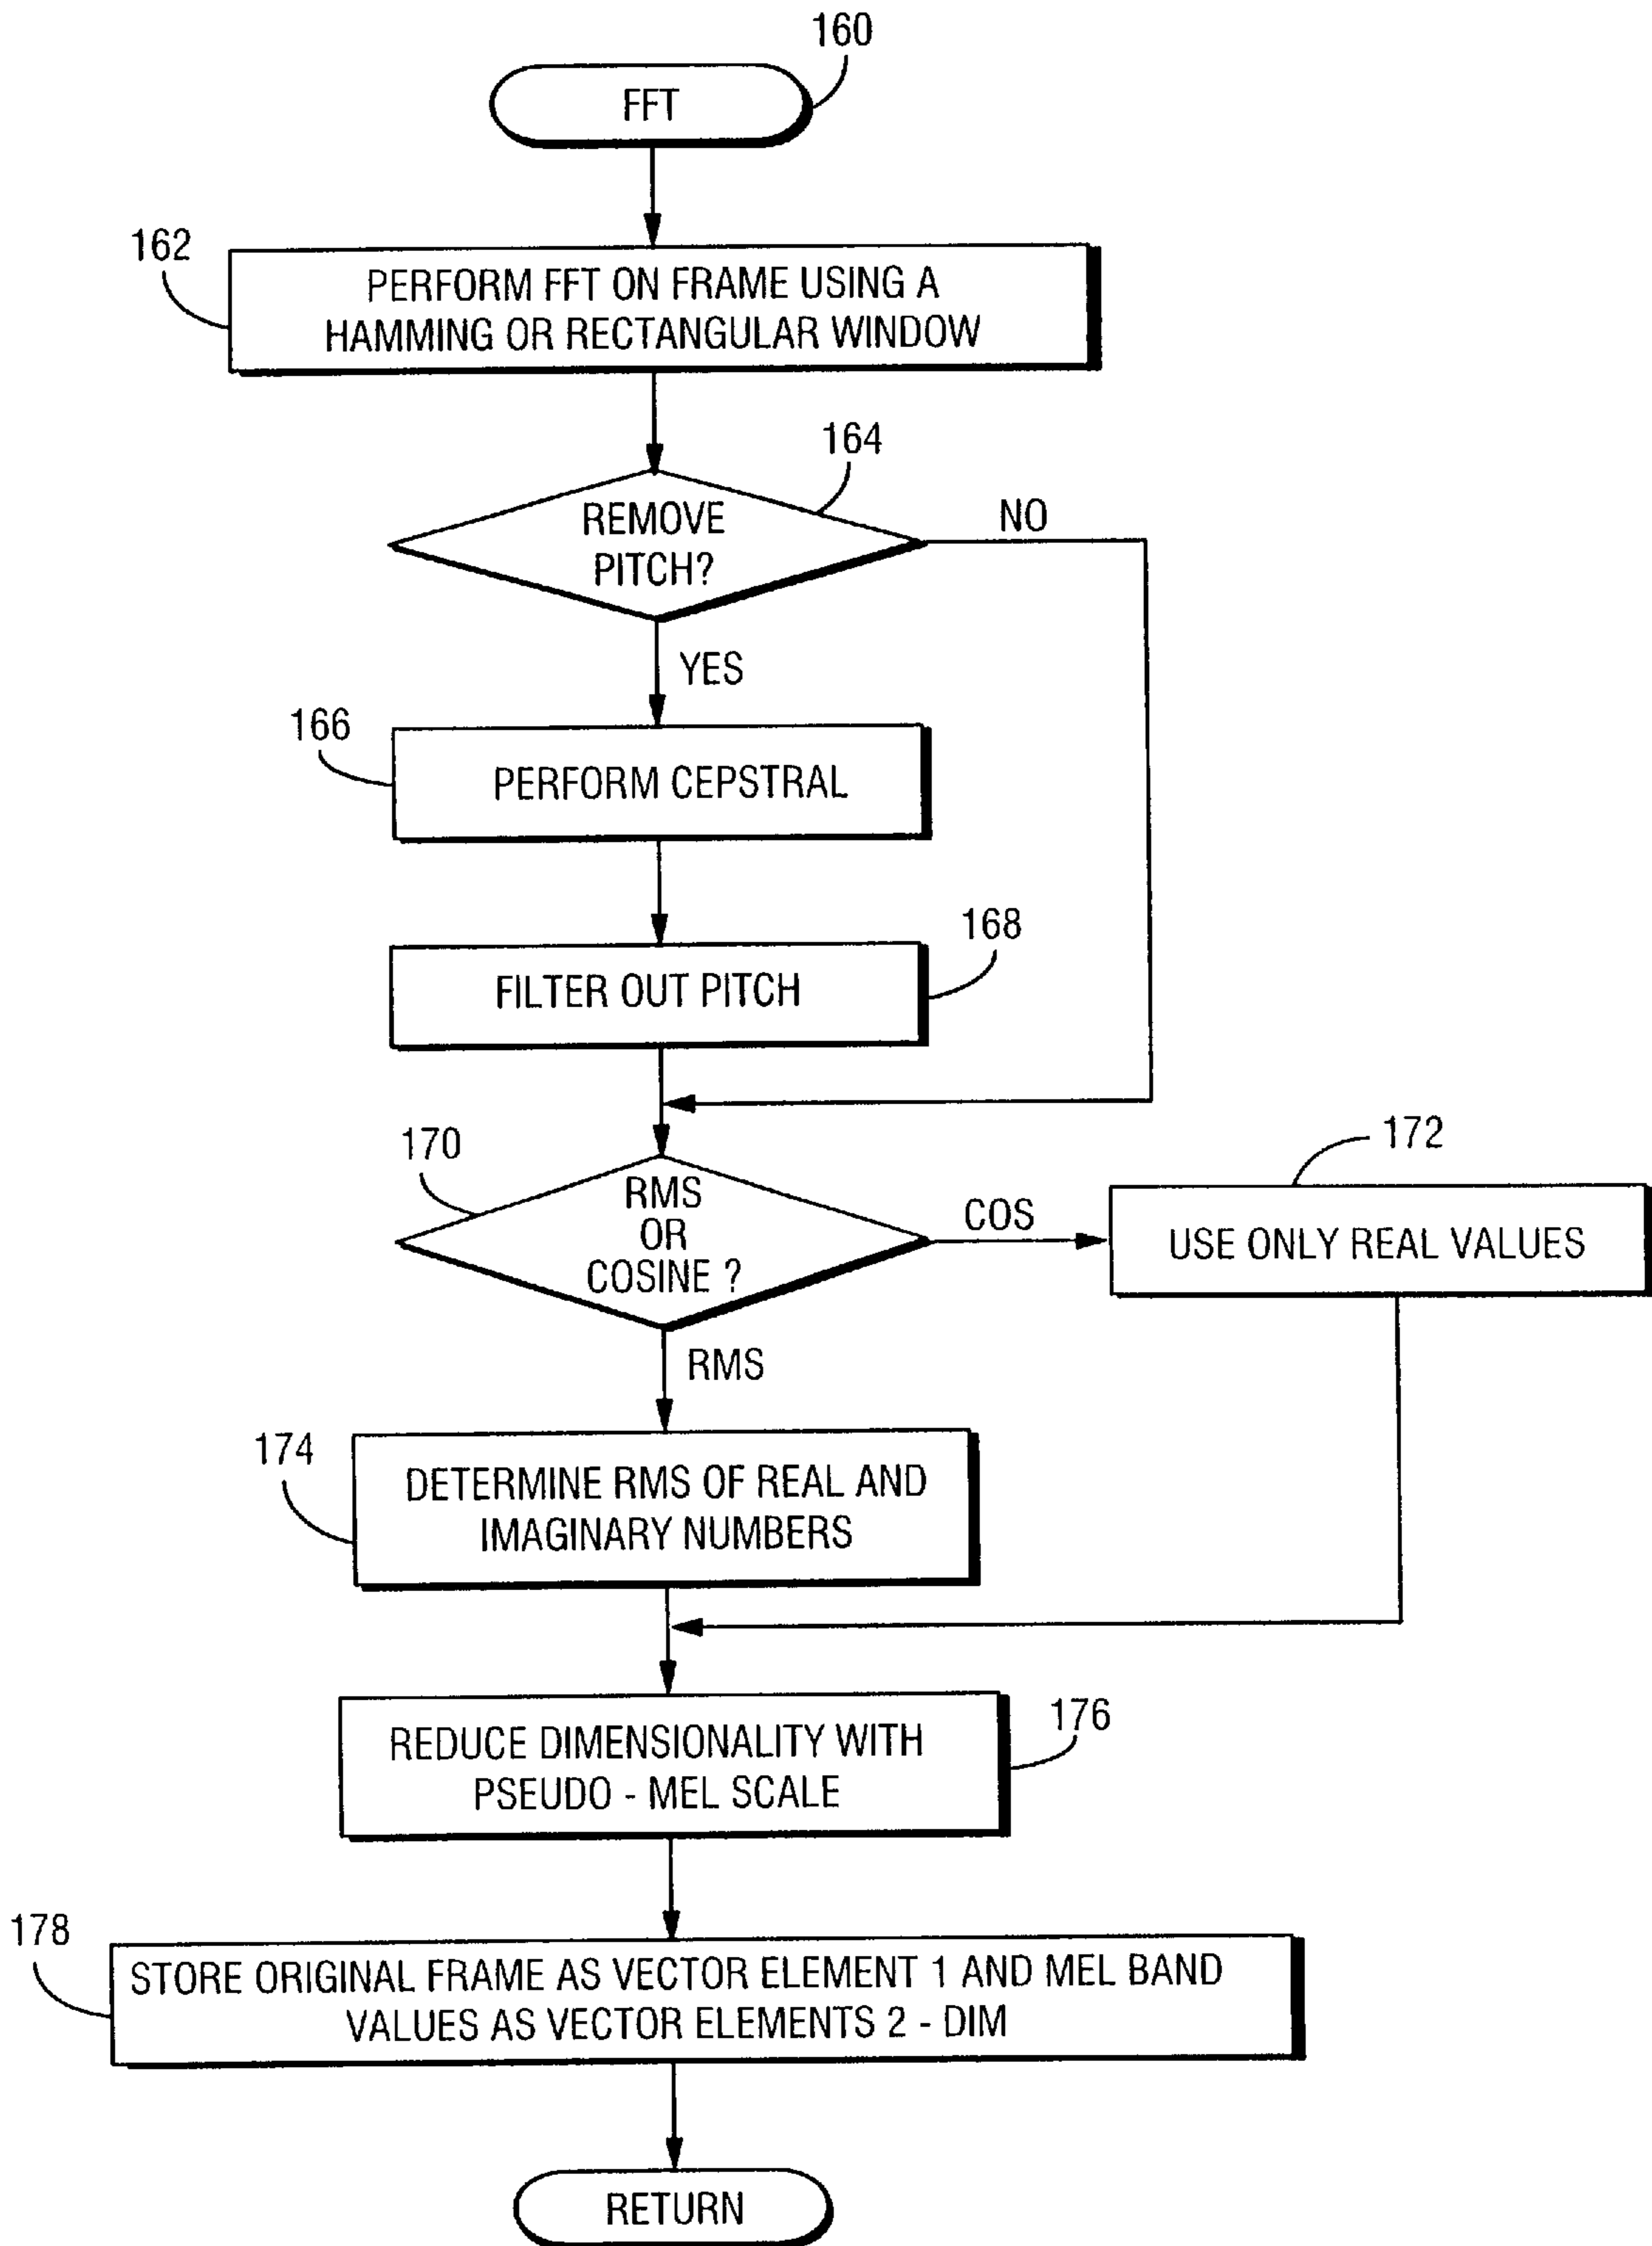 160
FFT
162
PERFORM FFT ON FRAME USING A
HAMMING OR RECTANGULAR WINDOW
164
REMOVE
PITCH?
NO
YES
166
PERFORM CEPSTRAL
168
FILTER OUT PITCH
170
RMS
OR
COSINE ?
COS
172
USE ONLY REAL VALUES
RMS
174
DETERMINE RMS OF REAL AND
IMAGINARY NUMBERS
176
REDUCE DIMENSIONALITY WITH
PSEUDO - MEL SCALE
178
STORE ORIGINAL FRAME AS VECTOR ELEMENT 1 AND MEL BAND
VALUES AS VECTOR ELEMENTS 2 - DIM
RETURN